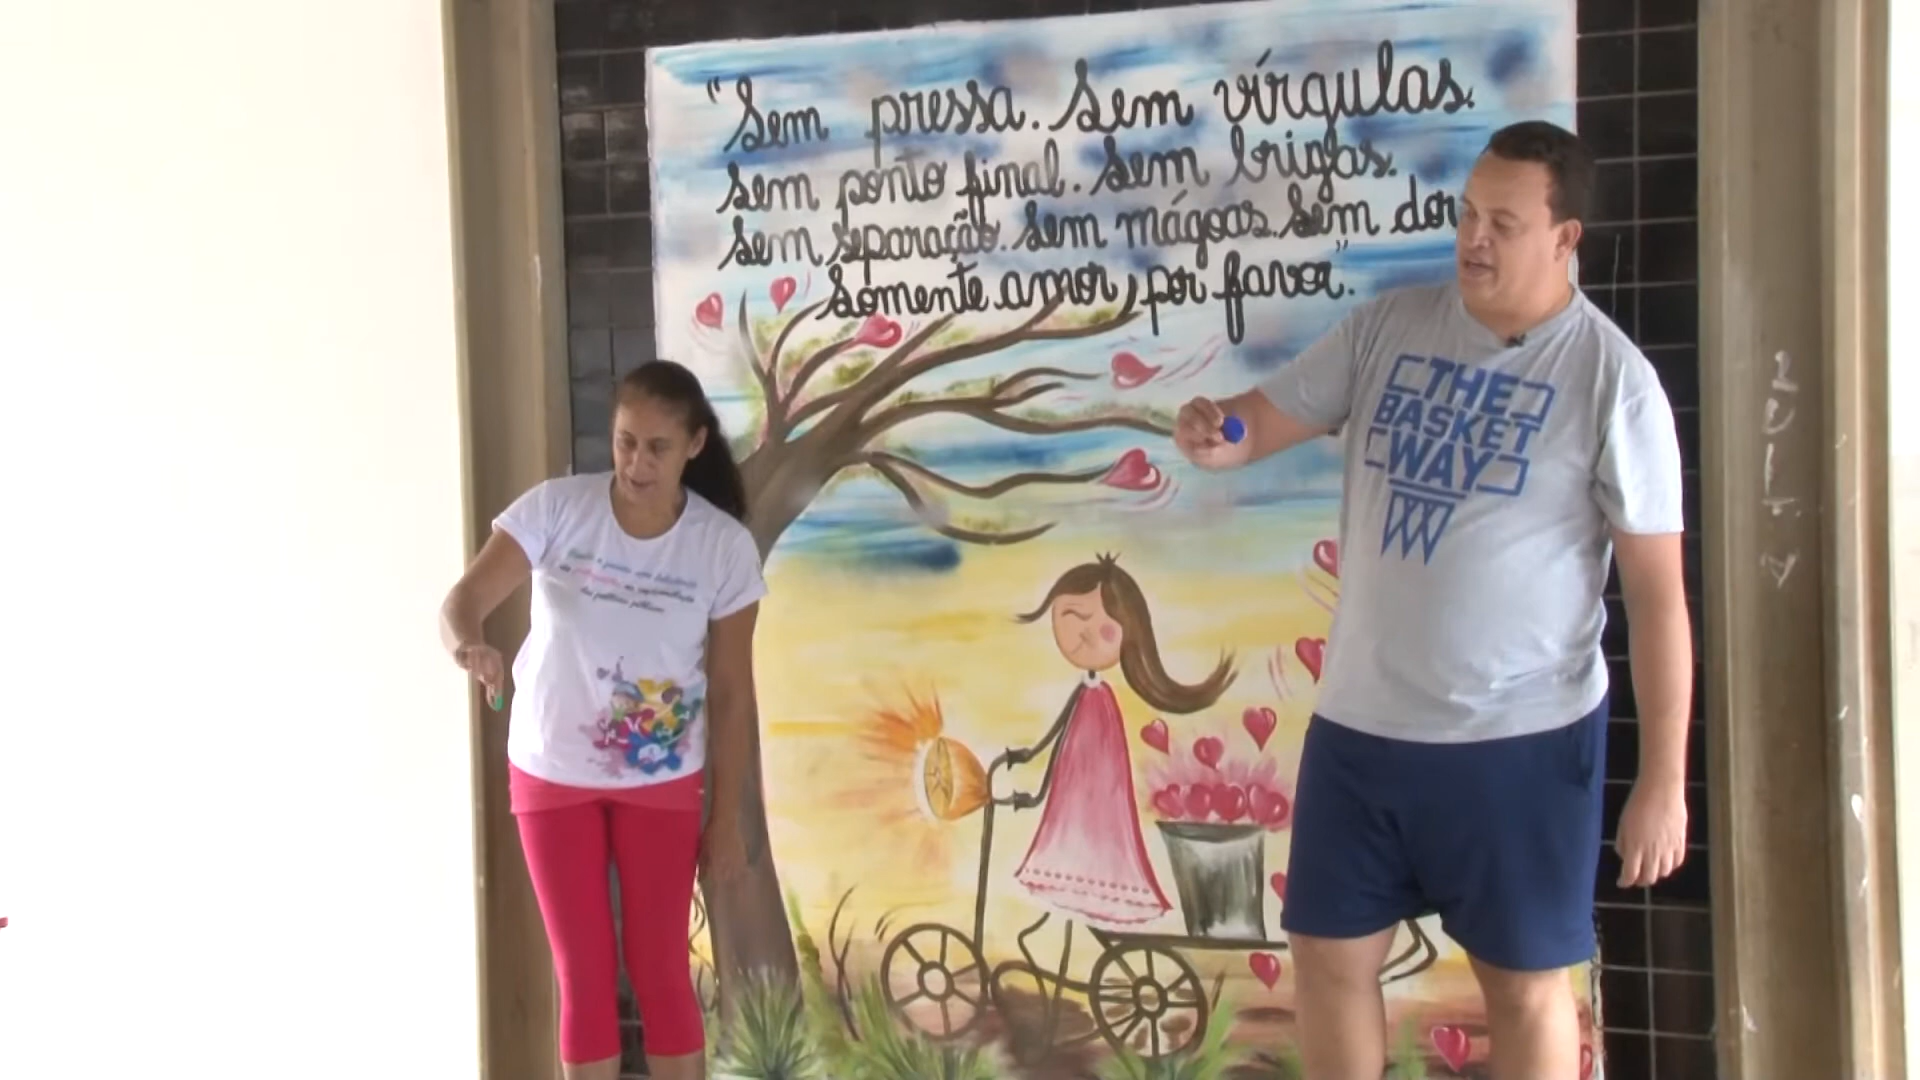 "Sem pressa. Sem vírgulas.
Sem ponto final. Sem brigas.
Sem separação. Sem mágoas. Sem dor
Somente amor, por favor".
THE
BASKET
WAY